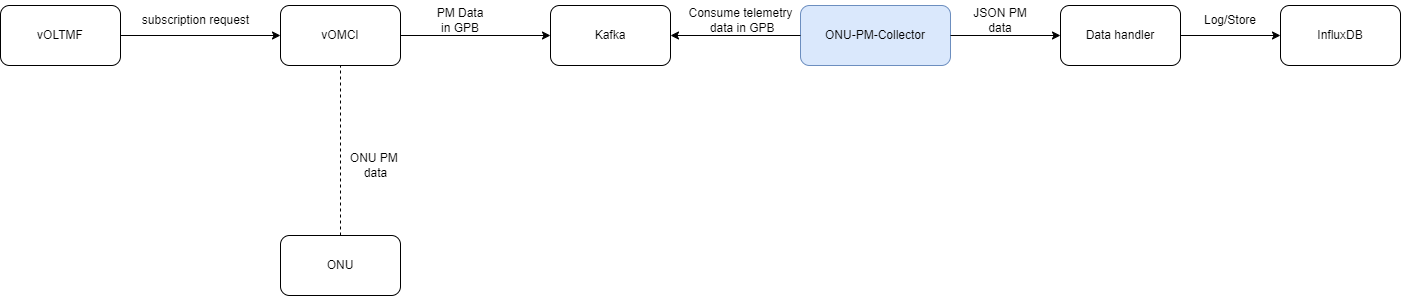 vOLTMF
subscription request
vOMCI
PM Data
in GPB
Kafka
Consume telemetry
data in GPB
ONU-PM-Collector
JSON PM
data
Data handler
Log/Store
InfluxDB
ONU PM
data
ONU